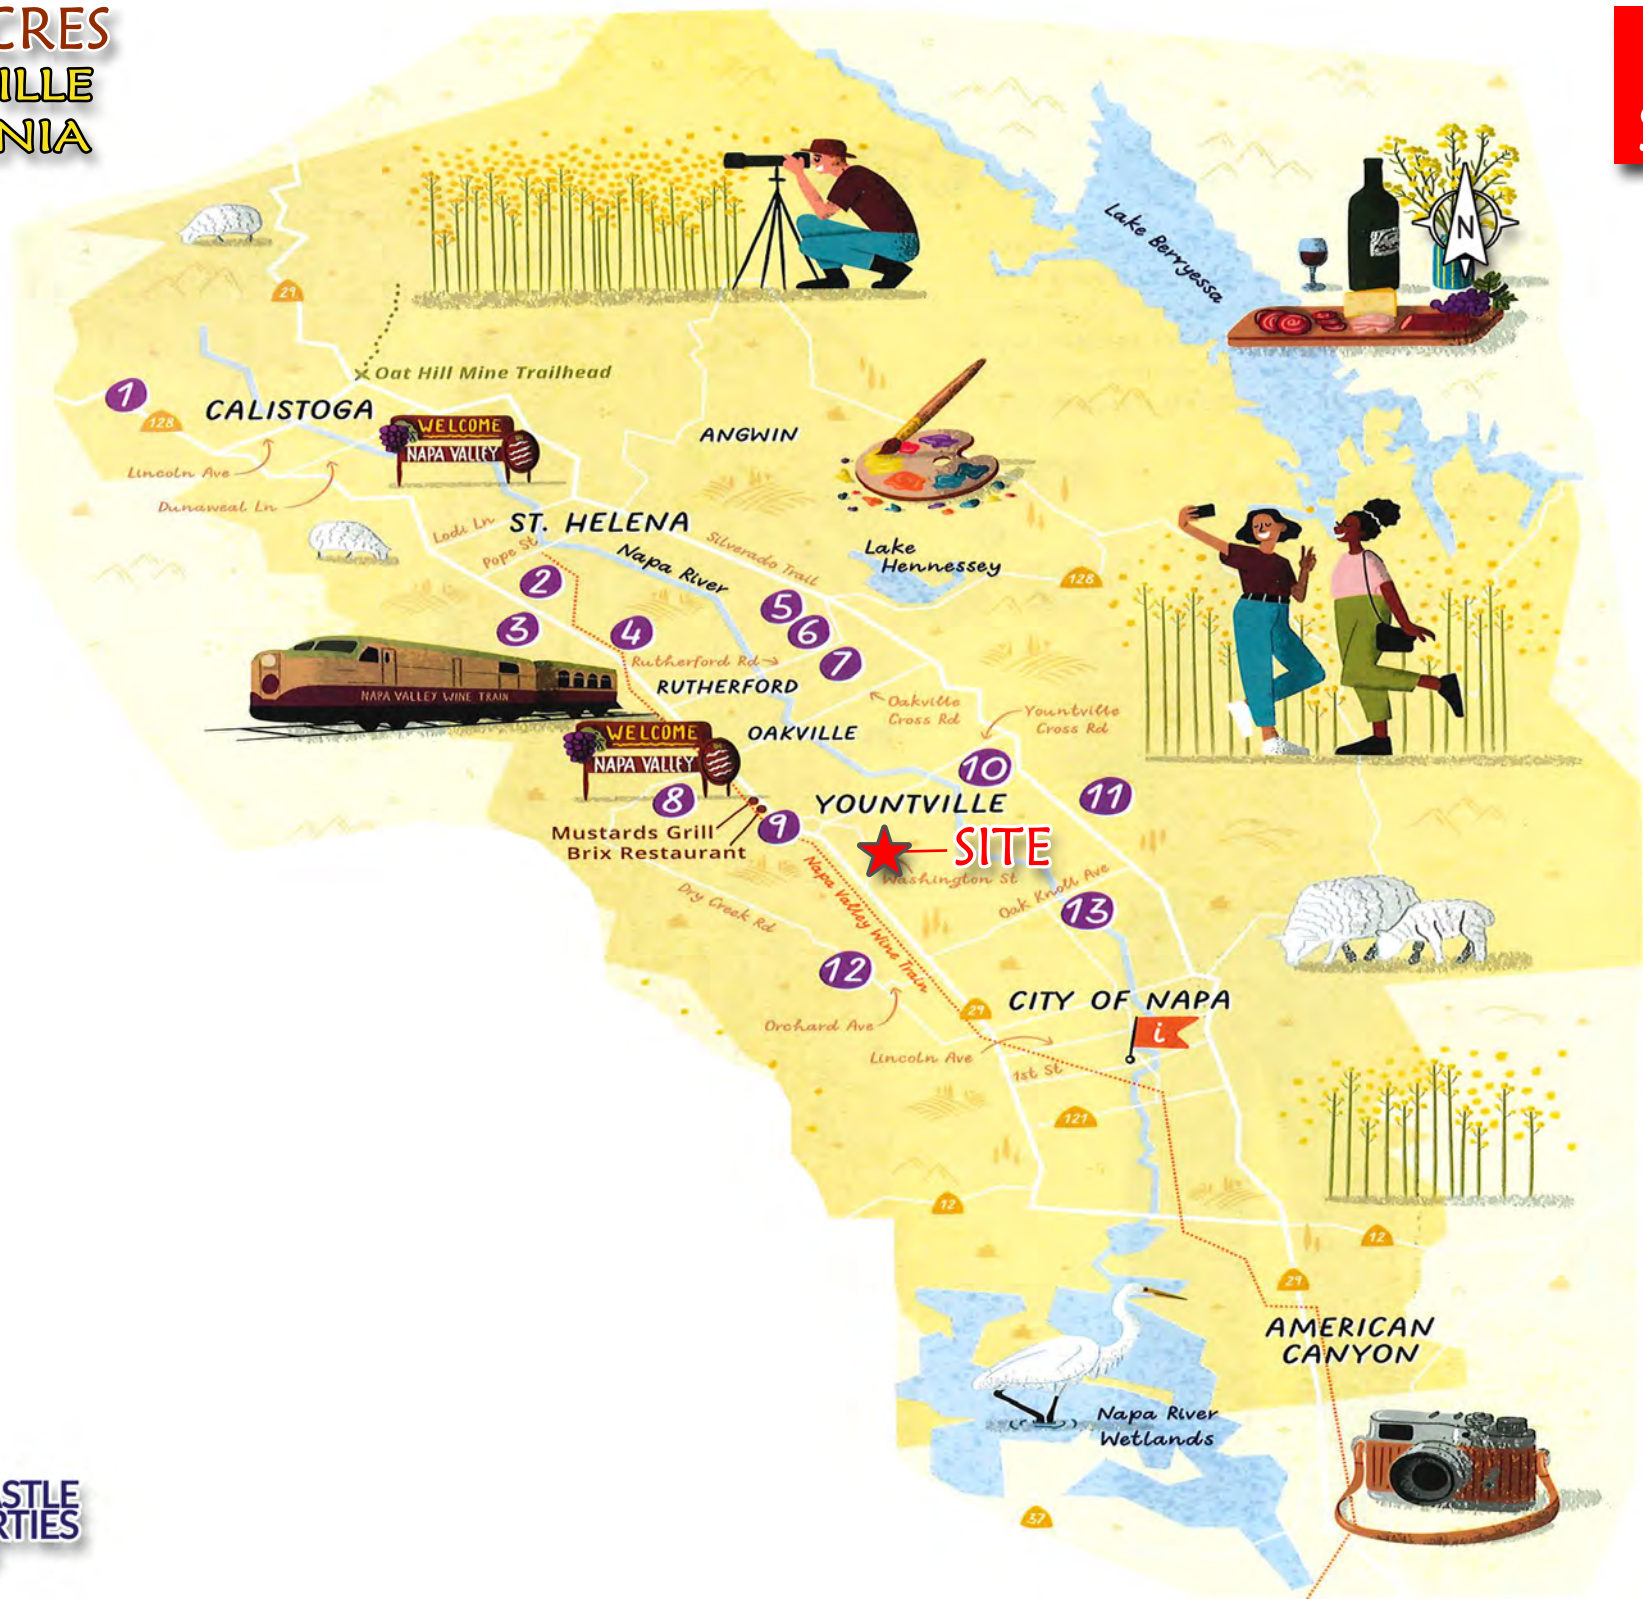 CRES
ILLE
NIA
N
Lake Berryessa
29
Oat Hill Mine Trailhead
1
128
CALISTOGA
WELCOME
NAPA VALLEY
ANGWIN
Lincoln Ave
Dunaweal Ln
Lodi Ln
ST. HELENA
Pope St
Napa River
Silverado Trail
Lake
Hennessey
128
2
3
4
5
6
7
Rutherford Rd
RUTHERFORD
NAPA VALLEY WINE TRAIN
Oakville
Cross Rd
Yountville
Cross Rd
WELCOME
NAPA VALLEY
OAKVILLE
8
9
10
11
YOUNTVILLE
Mustards Grill
Brix Restaurant
SITE
Washington St
Oak Knoll Ave
13
Dry Creek Rd
Napa Valley Wine Train
12
29
CITY OF NAPA
i
Orchard Ave
Lincoln Ave
1st St
121
12
12
29
AMERICAN
CANYON
Napa River
Wetlands
37
ASTLE
RTIES